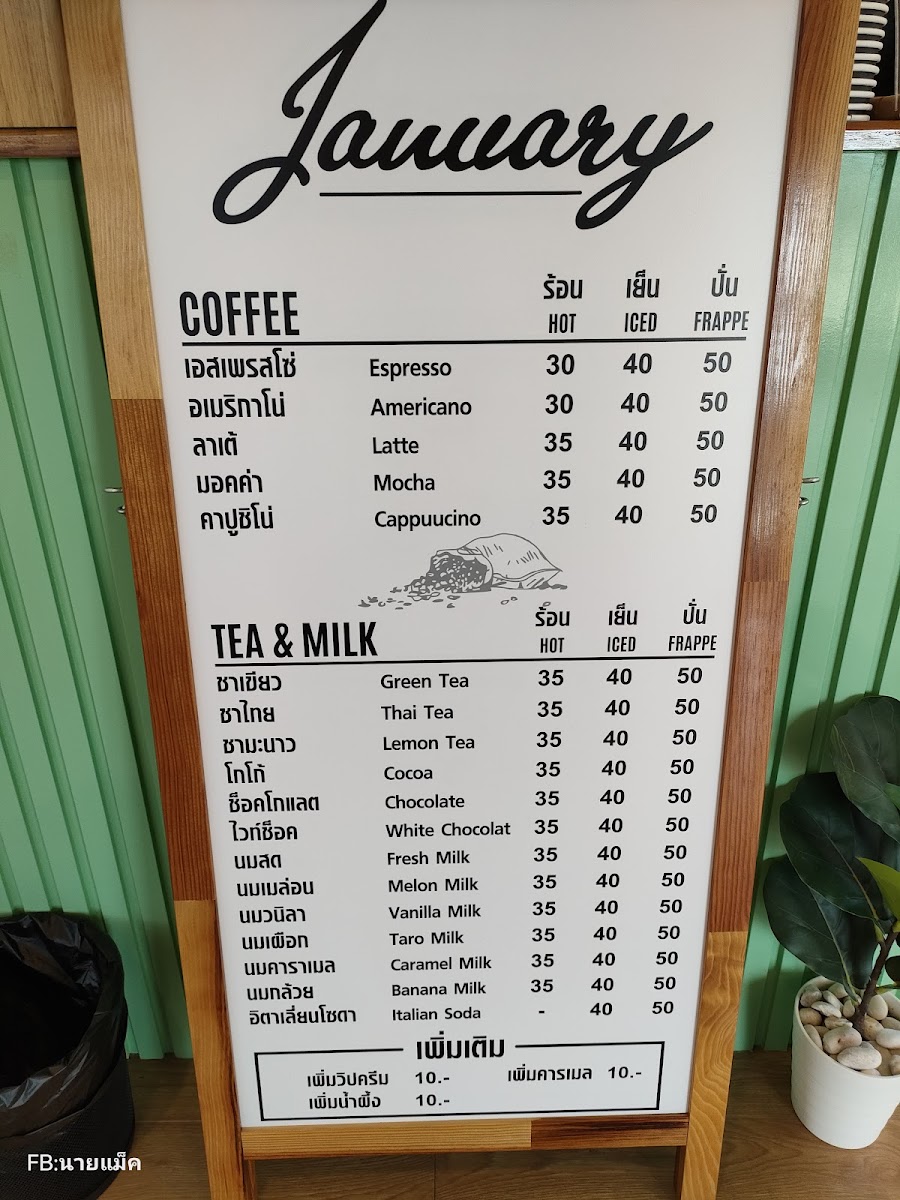 January
COFFEE ร้อน เย็น ปั่น
HOT ICED FRAPPE
เอสเพรสโซ่ Espresso 30 40 50
อเมริกาโน่ Americano 30 40 50
ลาเต้ Latte 35 40 50
มอคค่า Mocha 35 40 50
คาปูชิโน่ Cappuucino 35 40 50
TEA & MILK ร้อน เย็น ปั่น
HOT ICED FRAPPE
ชาเขียว Green Tea 35 40 50
ชาไทย Thai Tea 35 40 50
ชามะนาว Lemon Tea 35 40 50
โกโก้ Cocoa 35 40 50
ช็อคโกแลต Chocolate 35 40 50
ไวท์ช็อค White Chocolat 35 40 50
นมสด Fresh Milk 35 40 50
นมเมล่อน Melon Milk 35 40 50
นมวนิลา Vanilla Milk 35 40 50
นมเผือก Taro Milk 35 40 50
นมคาราเมล Caramel Milk 35 40 50
นมกล้วย Banana Milk 35 40 50
อิตาเลี่ยนโซดา Italian Soda - 40 50
เพิ่มเติม
เพิ่มวิปครีม 10.- เพิ่มคารเมล 10.-
เพิ่มน้ำผึ้ง 10.-
FB:นายแม็ค